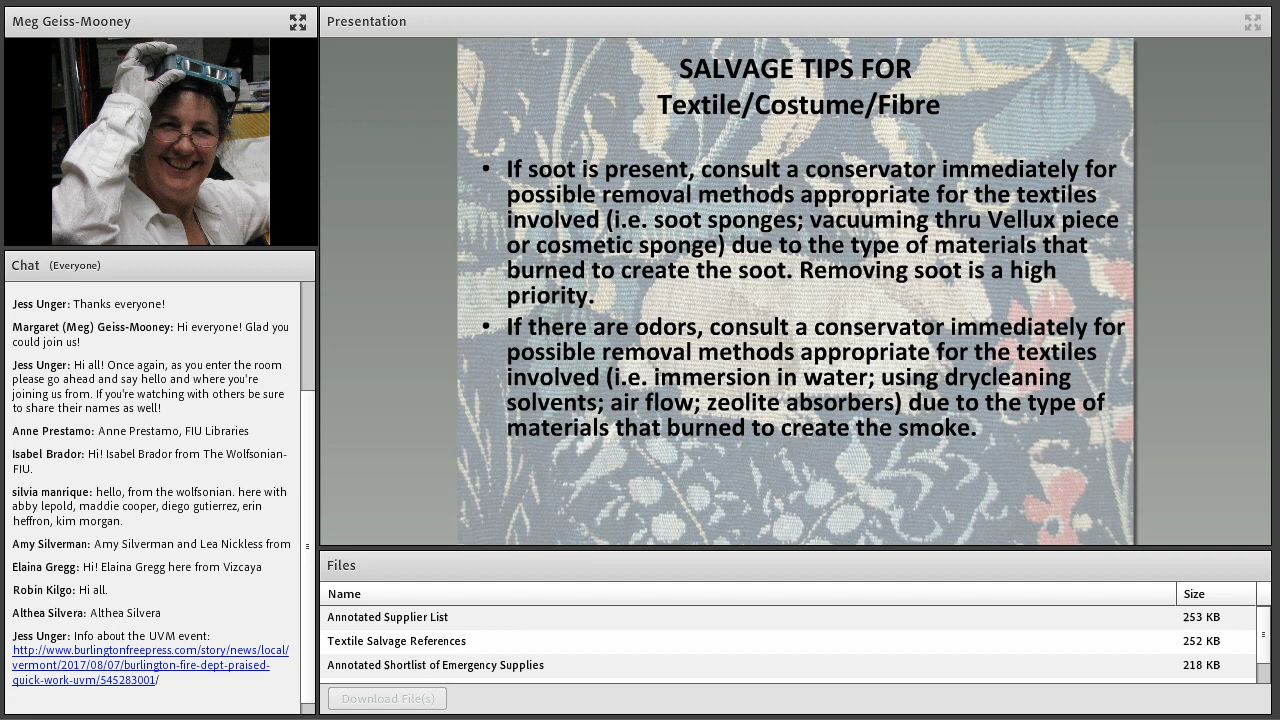 Meg Geiss-Mooney
Presentation
SALVAGE TIPS FOR
Textile/Costume/Fibre
• If soot is present, consult a conservator immediately for
possible removal methods appropriate for the textiles
involved (i.e. soot sponges; vacuuming thru Vellux piece
or cosmetic sponge) due to the type of materials that
burned to create the soot. Removing soot is a high
priority.
• If there are odors, consult a conservator immediately for
possible removal methods appropriate for the textiles
involved (i.e. immersion in water; using drycleaning
solvents; air flow; zeolite absorbers) due to the type of
materials that burned to create the smoke.
Chat (Everyone)
Jess Unger: Thanks everyone!
Margaret (Meg) Geiss-Mooney: Hi everyone! Glad you
could join us!
Jess Unger: Hi all! Once again, as you enter the room
please go ahead and say hello and where you're
joining us from. If you're watching with others be sure
to share their names as well!
Anne Prestamo: Anne Prestamo, FIU Libraries
Isabel Brador: Hi! Isabel Brador from The Wolfsonian-
FIU.
silvia manrique: hello, from the wolfsonian. here with
abby lepold, maddie cooper, diego gutierrez, erin
heffron, kim morgan.
Amy Silverman: Amy Silverman and Lea Nickless from
Elaina Gregg: Hi! Elaina Gregg here from Vizcaya
Robin Kilgo: Hi all.
Althea Silvera: Althea Silvera
Jess Unger: Info about the UVM event:
http://www.burlingtonfreepress.com/story/news/local/
vermont/2017/08/07/burlington-fire-dept-praised-
quick-work-uvm/545283001/
Files
Name Size
Annotated Supplier List 253 KB
Textile Salvage References 252 KB
Annotated Shortlist of Emergency Supplies 218 KB
Download File(s)